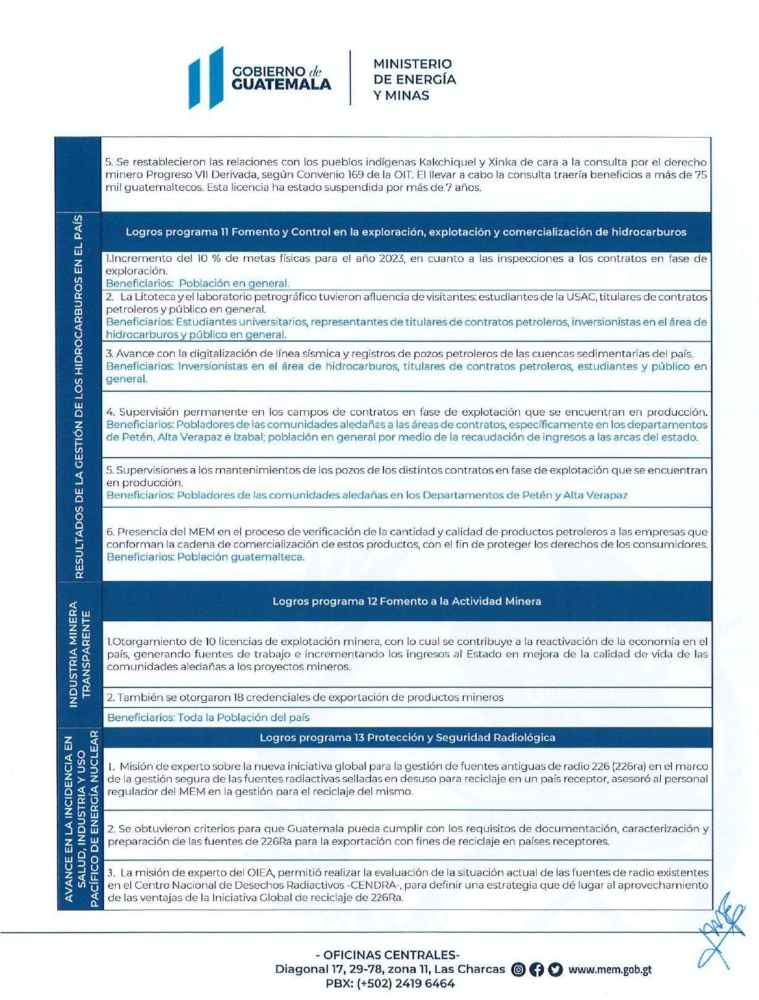 GOBIERNO de
GUATEMALA
MINISTERIO
DE ENERGÍA
Y MINAS
5. Se restablecieron las relaciones con los pueblos indígenas Kakchiquel y Xinka de cara a la consulta por el derecho
minero Progreso VII Derivada, según Convenio 169 de la OIT. El llevar a cabo la consulta traería beneficios a más de 75
mil guatemaltecos. Esta licencia ha estado suspendida por más de 7 años.
RESULTADOS DE LA GESTIÓN DE LOS HIDROCARBUROS EN EL PAÍS
Logros programa 11 Fomento y Control en la exploración, explotación y comercialización de hidrocarburos
1.Incremento del 10 % de metas físicas para el año 2023, en cuanto a las inspecciones a los contratos en fase de
exploración.
Beneficiarios: Población en general.
2. La Litoteca y el laboratorio petrográfico tuvieron afluencia de visitantes: estudiantes de la USAC, titulares de contratos
petroleros y público en general.
Beneficiarios: Estudiantes universitarios, representantes de titulares de contratos petroleros, inversionistas en el área de
hidrocarburos y público en general.
3. Avance con la digitalización de línea sísmica y registros de pozos petroleros de las cuencas sedimentarias del país.
Beneficiarios: Inversionistas en el área de hidrocarburos, titulares de contratos petroleros, estudiantes y público en
general.
4. Supervisión permanente en los campos de contratos en fase de explotación que se encuentran en producción.
Beneficiarios: Pobladores de las comunidades aledañas a las áreas de contratos, específicamente en los departamentos
de Petén, Alta Verapaz e Izabal; población en general por medio de la recaudación de ingresos a las arcas del estado.
5. Supervisiones a los mantenimientos de los pozos de los distintos contratos en fase de explotación que se encuentran
en producción.
Beneficiarios: Pobladores de las comunidades aledañas en los Departamentos de Petén y Alta Verapaz
6. Presencia del MEM en el proceso de verificación de la cantidad y calidad de productos petroleros a las empresas que
conforman la cadena de comercialización de estos productos, con el fin de proteger los derechos de los consumidores.
Beneficiarios: Población guatemalteca.
INDUSTRIA MINERA
TRANSPARENTE
Logros programa 12 Fomento a la Actividad Minera
1.Otorgamiento de 10 licencias de explotación minera, con lo cual se contribuye a la reactivación de la economía en el
país, generando fuentes de trabajo e incrementando los ingresos al Estado en mejora de la calidad de vida de las
comunidades aledañas a los proyectos mineros.
2. También se otorgaron 18 credenciales de exportación de productos mineros
Beneficiarios: Toda la Población del país
AVANCE EN LA INCIDENCIA EN
SALUD, INDUSTRIA Y USO
PACÍFICO DE ENERGÍA NUCLEAR
Logros programa 13 Protección y Seguridad Radiológica
1. Misión de experto sobre la nueva iniciativa global para la gestión de fuentes antiguas de radio 226 (226ra) en el marco
de la gestión segura de las fuentes radiactivas selladas en desuso para reciclaje en un país receptor, asesoró al personal
regulador del MEM en la gestión para el reciclaje del mismo.
2. Se obtuvieron criterios para que Guatemala pueda cumplir con los requisitos de documentación, caracterización y
preparación de las fuentes de 226Ra para la exportación con fines de reciclaje en países receptores.
3. La misión de experto del OIEA, permitió realizar la evaluación de la situación actual de las fuentes de radio existentes
en el Centro Nacional de Desechos Radiactivos -CENDRA-, para definir una estrategia que dé lugar al aprovechamiento
de las ventajas de la Iniciativa Global de reciclaje de 226Ra.
- OFICINAS CENTRALES-
Diagonal 17, 29-78, zona 11, Las Charcas www.mem.gob.gt
PBX: (+502) 2419 6464